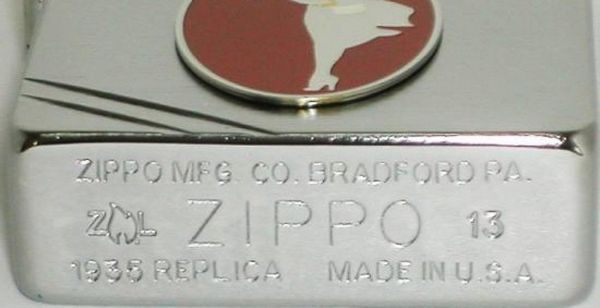 ZIPPO MFG. CO. BRADFORD PA.
Z L ZIPPO 13
1935 REPLICA MADE IN U.S.A.